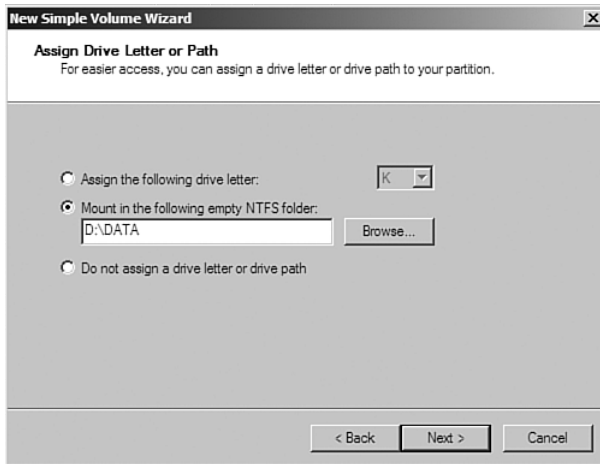 New Simple Volume Wizard
Assign Drive Letter or Path
For easier access, you can assign a drive letter or drive path to your partition.
Assign the following drive letter:
K
Mount in the following empty NTFS folder:
D:\DATA
Browse...
Do not assign a drive letter or drive path
< Back
Next >
Cancel